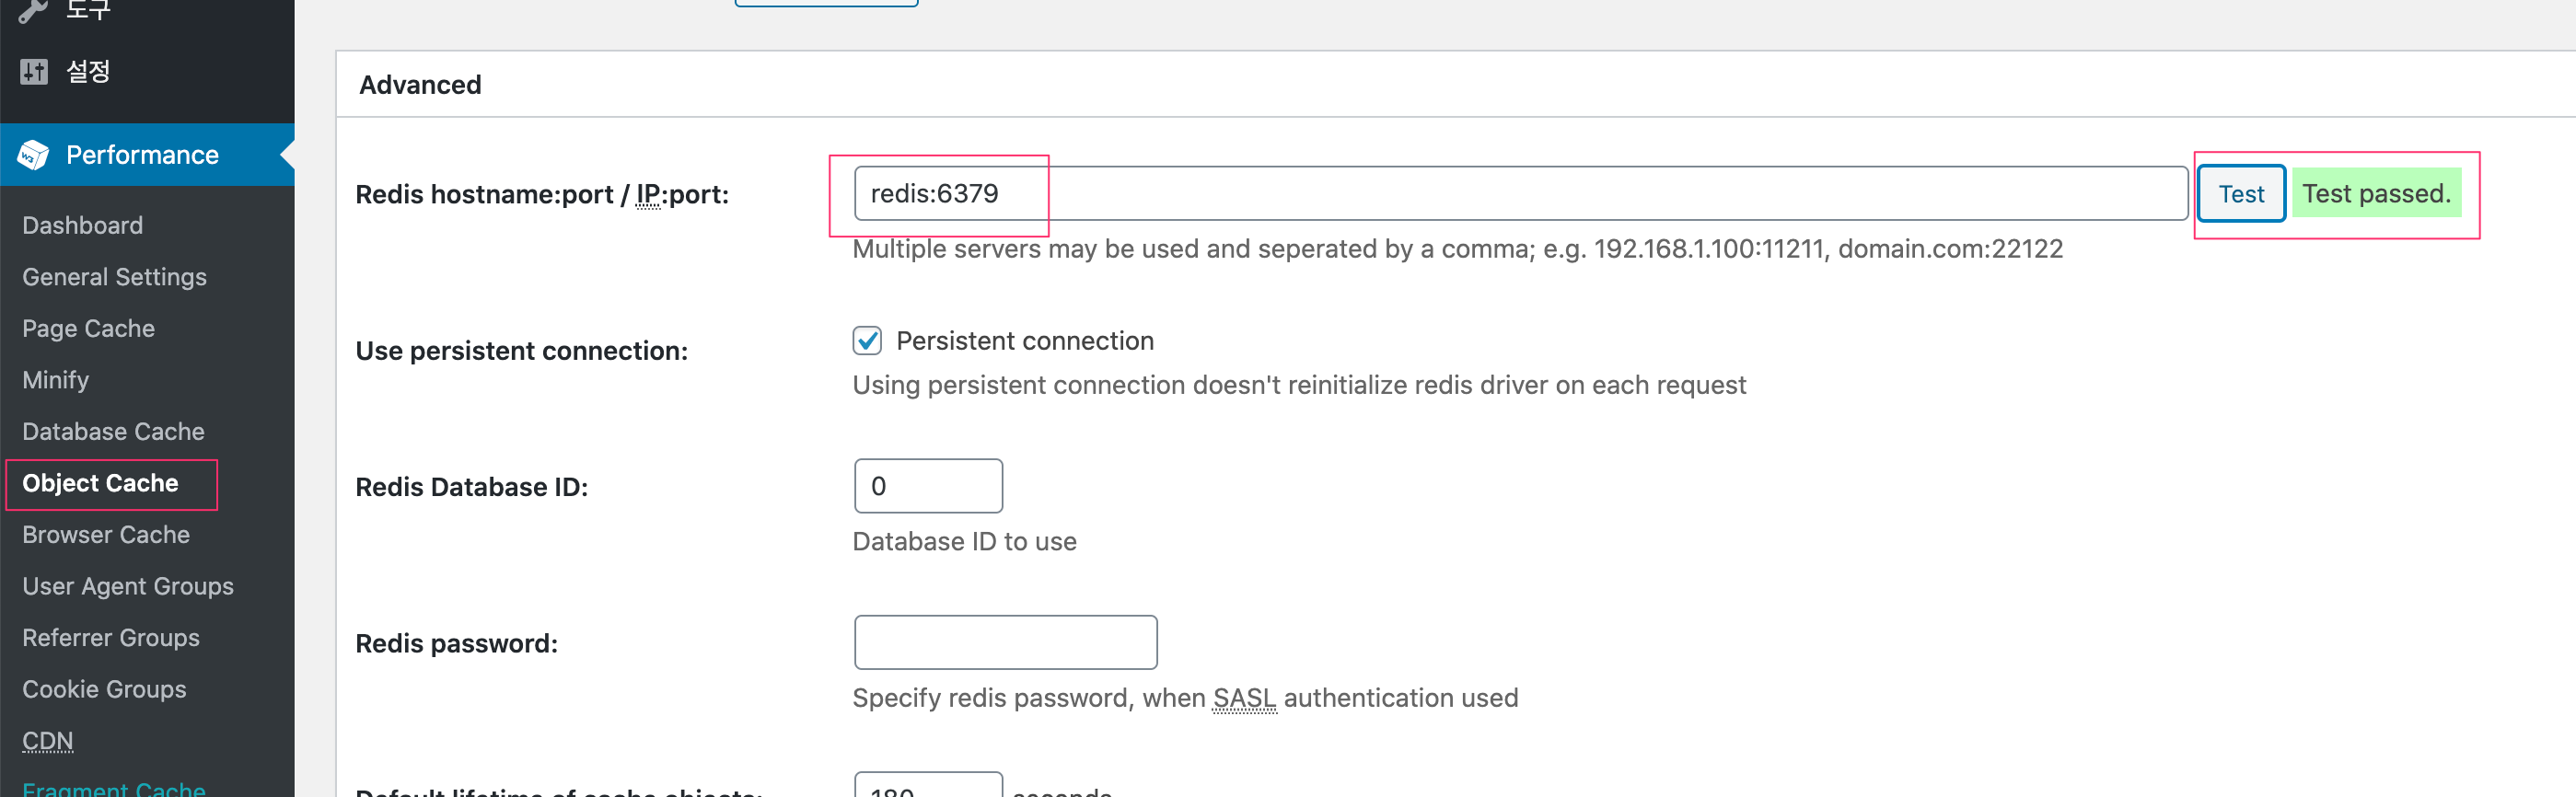 도구
설정
Performance
Dashboard
General Settings
Page Cache
Minify
Database Cache
Object Cache
Browser Cache
User Agent Groups
Referrer Groups
Cookie Groups
CDN
Fragment Cache
Advanced
Redis hostname:port / IP:port:
redis:6379
Test
Test passed.
Multiple servers may be used and seperated by a comma; e.g. 192.168.1.100:11211, domain.com:22122
Use persistent connection:
Persistent connection
Using persistent connection doesn't reinitialize redis driver on each request
Redis Database ID:
0
Database ID to use
Redis password:
Specify redis password, when SASL authentication used
Default lifetime of cache objects:
180
seconds